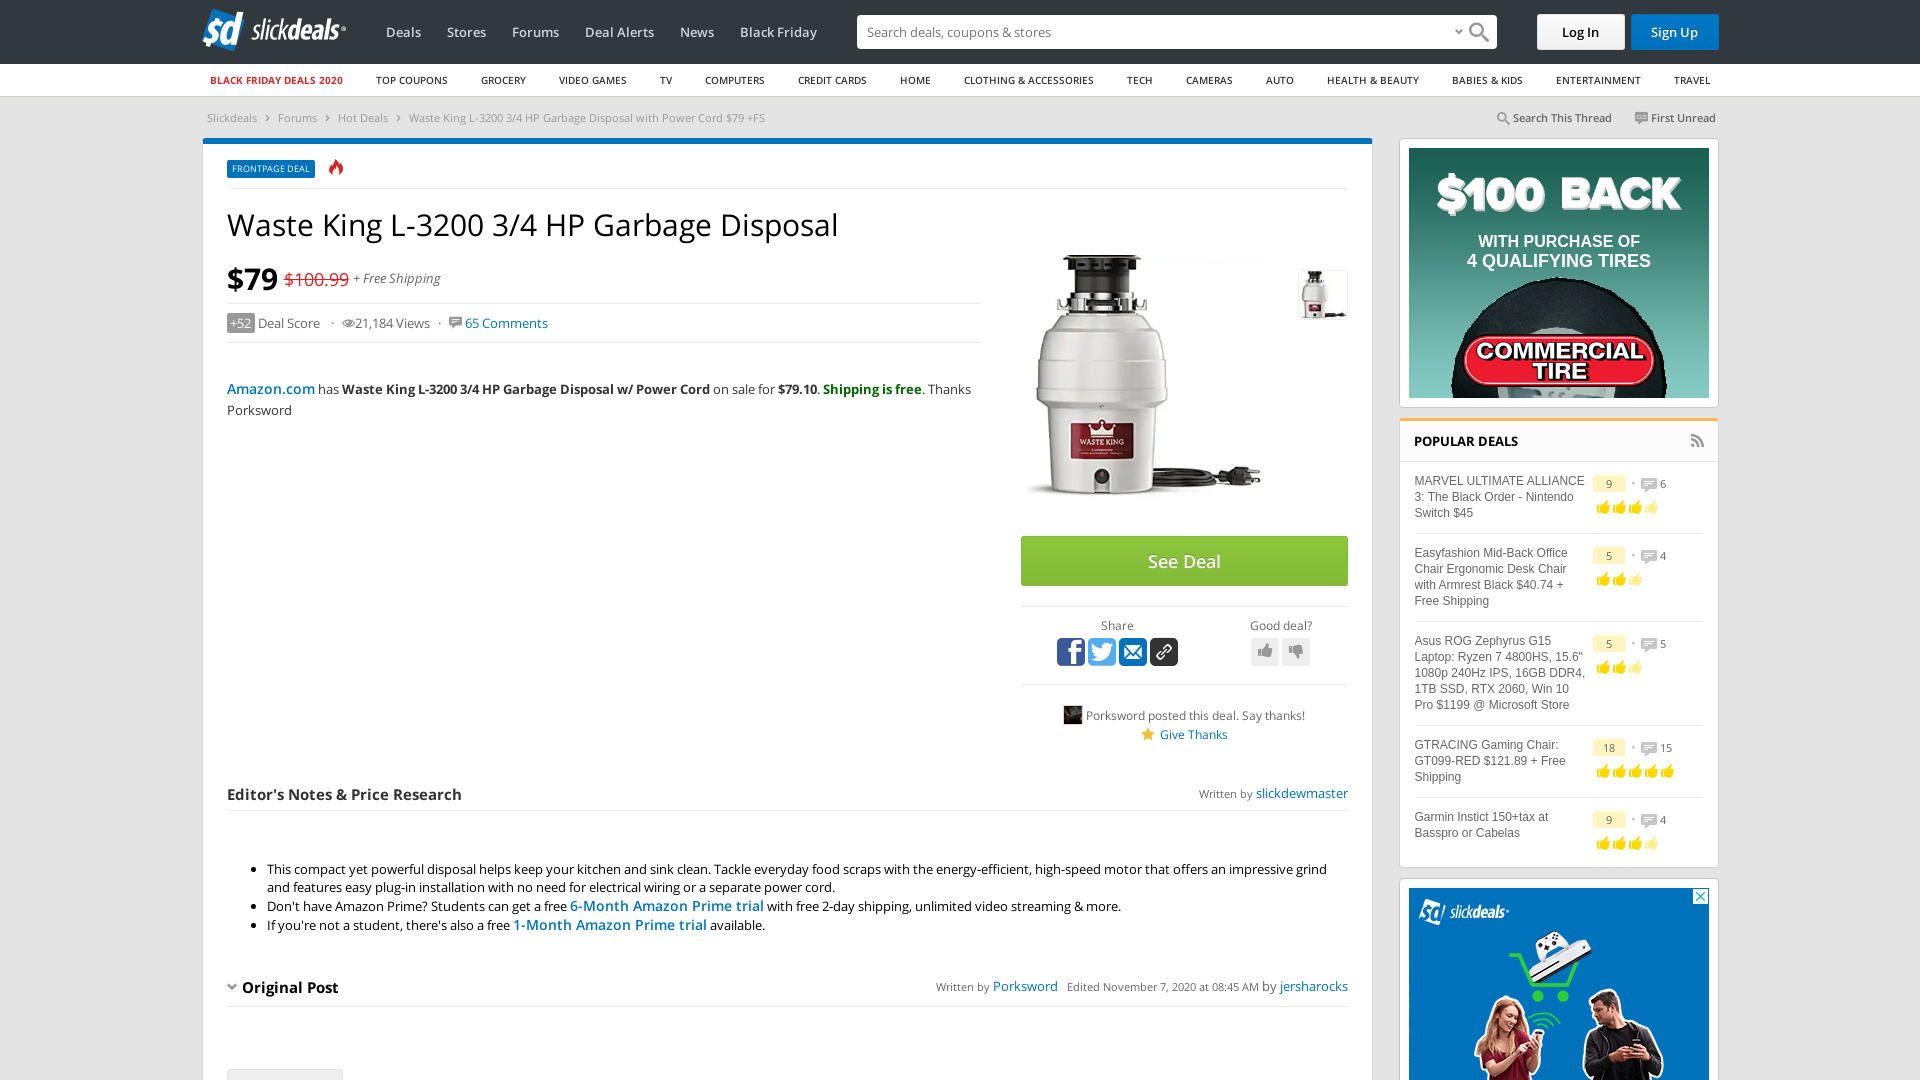 slickdeals
Deals
Stores
Forums
Deal Alerts
News
Black Friday
Search deals, coupons & stores
Log In
Sign Up
BLACK FRIDAY DEALS 2020
TOP COUPONS
GROCERY
VIDEO GAMES
TV
COMPUTERS
CREDIT CARDS
HOME
CLOTHING & ACCESSORIES
TECH
CAMERAS
AUTO
HEALTH & BEAUTY
BABIES & KIDS
ENTERTAINMENT
TRAVEL
Slickdeals › Forums › Hot Deals › Waste King L-3200 3/4 HP Garbage Disposal with Power Cord $79 +FS
Search This Thread
First Unread
FRONTPAGE DEAL
Waste King L-3200 3/4 HP Garbage Disposal
$79 $100.99 + Free Shipping
+52 Deal Score · 21,184 Views · 65 Comments
Amazon.com has Waste King L-3200 3/4 HP Garbage Disposal w/ Power Cord on sale for $79.10. Shipping is free. Thanks
Porksword
WASTE KING
See Deal
Share
Good deal?
Porksword posted this deal. Say thanks!
Give Thanks
Editor's Notes & Price Research
Written by slickdewmaster
• This compact yet powerful disposal helps keep your kitchen and sink clean. Tackle everyday food scraps with the energy-efficient, high-speed motor that offers an impressive grind
and features easy plug-in installation with no need for electrical wiring or a separate power cord.
• Don't have Amazon Prime? Students can get a free 6-Month Amazon Prime trial with free 2-day shipping, unlimited video streaming & more.
• If you're not a student, there's also a free 1-Month Amazon Prime trial available.
Original Post
Written by Porksword Edited November 7, 2020 at 08:45 AM by jersharocks
$100 BACK
WITH PURCHASE OF
4 QUALIFYING TIRES
COMMERCIAL
TIRE
POPULAR DEALS
MARVEL ULTIMATE ALLIANCE
3: The Black Order - Nintendo
Switch $45
9 • 6
Easyfashion Mid-Back Office
Chair Ergonomic Desk Chair
with Armrest Black $40.74 +
Free Shipping
5 • 4
Asus ROG Zephyrus G15
Laptop: Ryzen 7 4800HS, 15.6"
1080p 240Hz IPS, 16GB DDR4,
1TB SSD, RTX 2060, Win 10
Pro $1199 @ Microsoft Store
5 • 5
GTRACING Gaming Chair:
GT099-RED $121.89 + Free
Shipping
18 • 15
Garmin Instict 150+tax at
Basspro or Cabelas
9 • 4
slickdeals